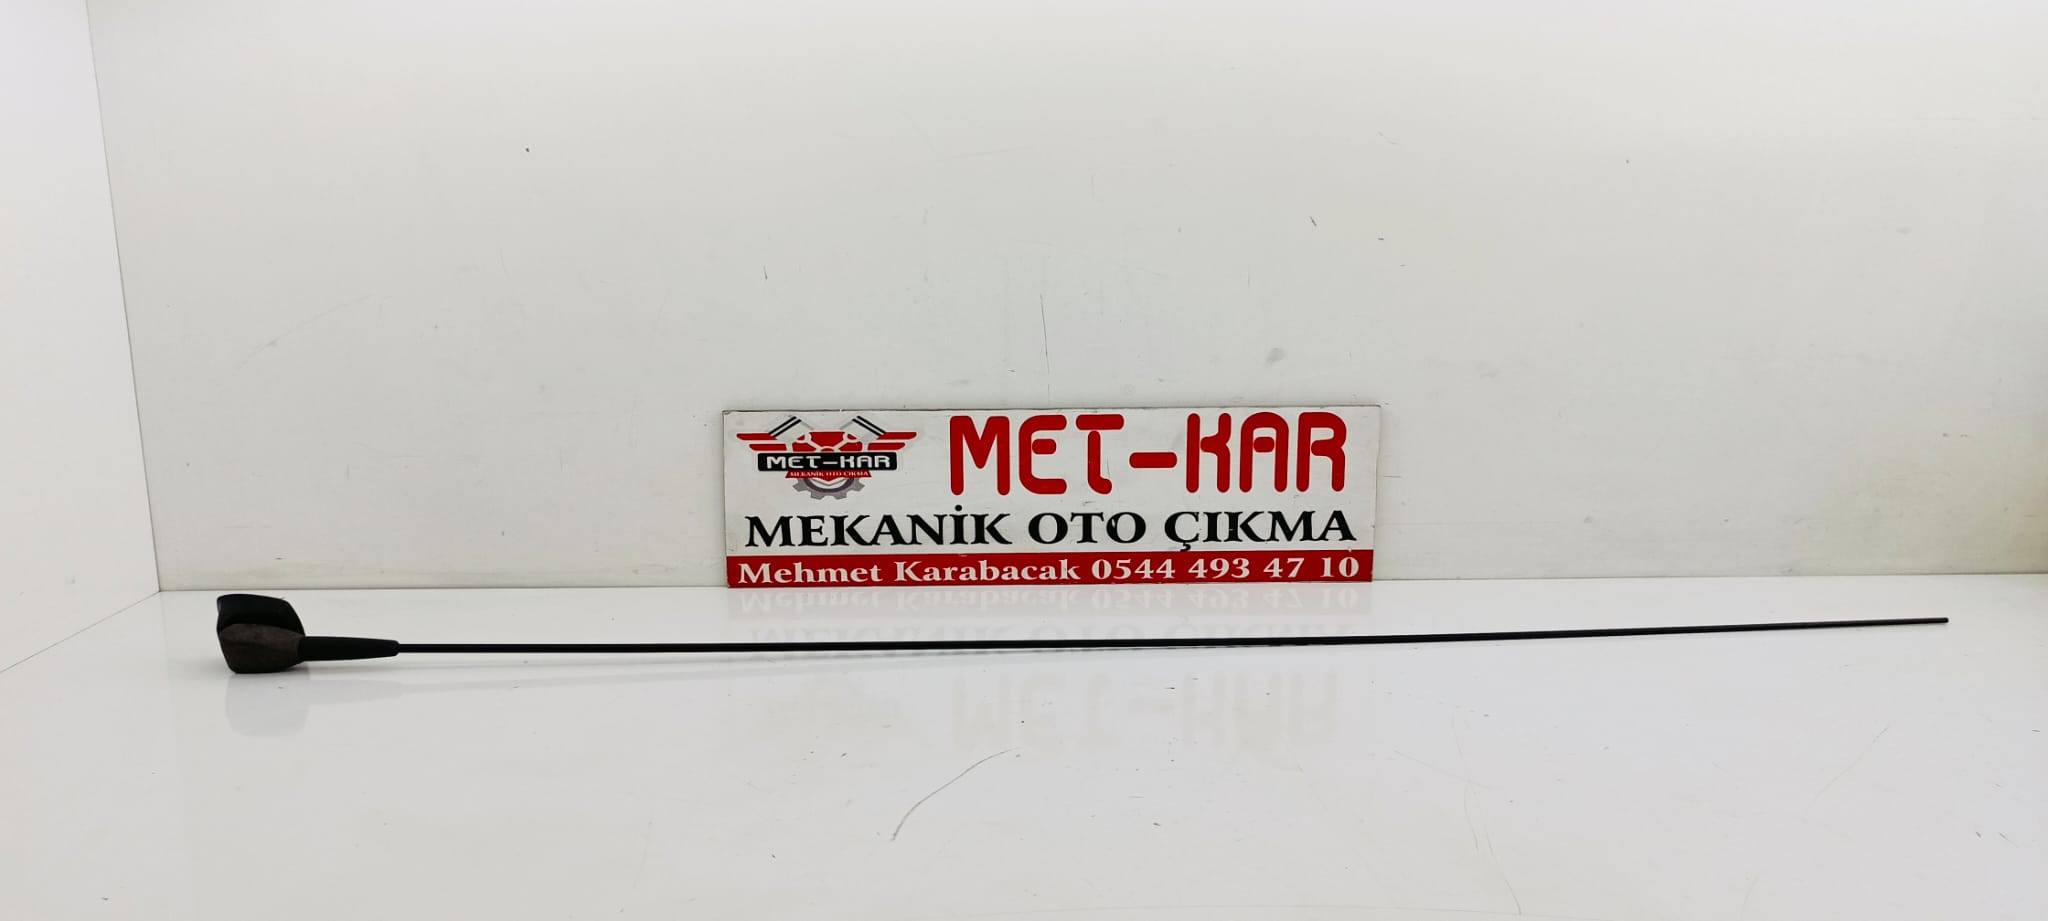 MET-KAR
MEKANİK OTO ÇIKMA
MET-KAR
MEKANİK OTO ÇIKMA
Mehmet Karabacak 0544 493 47 10